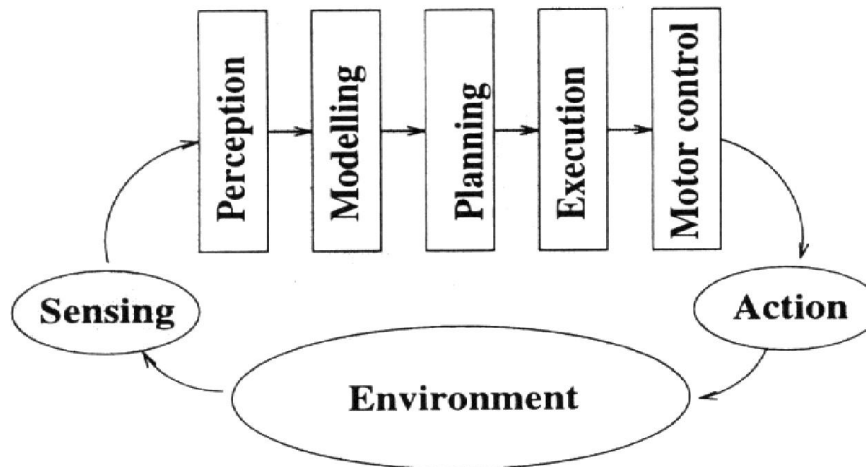 Perception
Modelling
Planning
Execution
Motor control
Sensing
Action
Environment